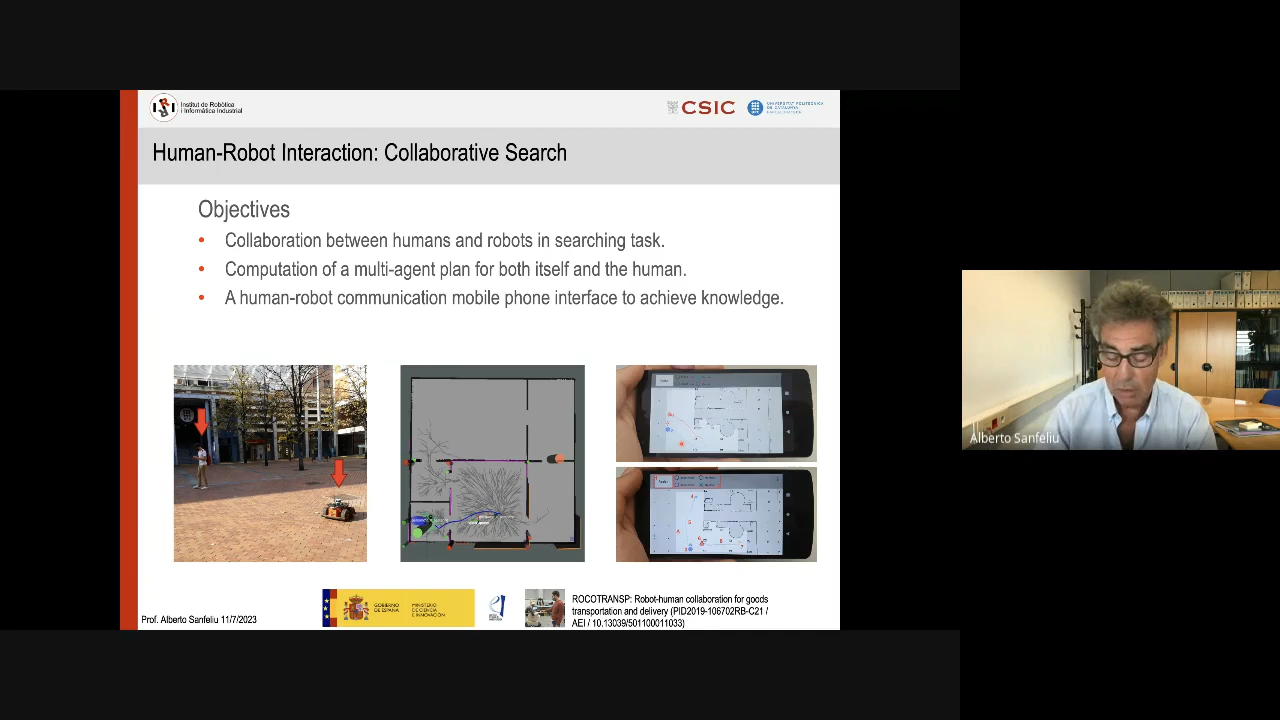 Institut de Robòtica
i Informàtica Industrial
CSIC
UNIVERSITAT POLITÈCNICA
DE CATALUNYA
BARCELONATECH
Human-Robot Interaction: Collaborative Search
Objectives
• Collaboration between humans and robots in searching task.
• Computation of a multi-agent plan for both itself and the human.
• A human-robot communication mobile phone interface to achieve knowledge.
Alberto Sanfeliu
Prof. Alberto Sanfeliu 11/7/2023
GOBIERNO
DE ESPAÑA
MINISTERIO
DE CIENCIA
E INNOVACIÓN
ROCOTRANSP: Robot-human collaboration for goods
transportation and delivery (PID2019-106702RB-C21 /
AEI / 10.13039/501100011033)